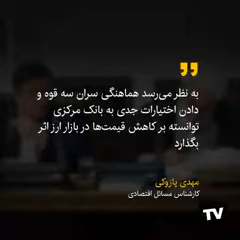 به نظر می‌رسد هماهنگی سران سه قوه و
دادن اختیارات جدی به بانک مرکزی
توانسته بر کاهش قیمت‌ها در بازار ارز اثر
بگذارد
مهدی پازوکی
کارشناس مسائل اقتصادی
TV